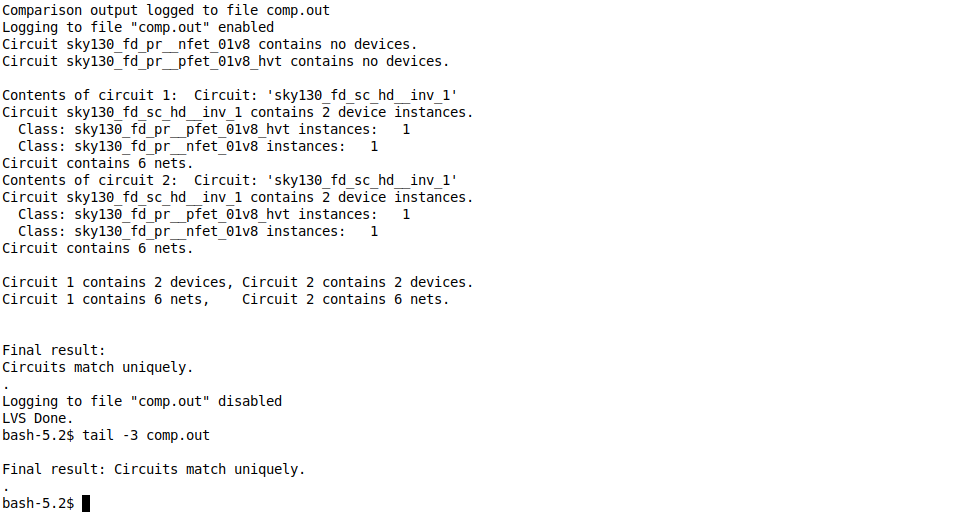 Comparison output logged to file comp.out
Logging to file "comp.out" enabled
Circuit sky130_fd_pr__nfet_01v8 contains no devices.
Circuit sky130_fd_pr__pfet_01v8_hvt contains no devices.

Contents of circuit 1:  Circuit: 'sky130_fd_sc_hd__inv_1'
Circuit sky130_fd_sc_hd__inv_1 contains 2 device instances.
  Class: sky130_fd_pr__pfet_01v8_hvt instances:   1
  Class: sky130_fd_pr__nfet_01v8 instances:   1
Circuit contains 6 nets.
Contents of circuit 2:  Circuit: 'sky130_fd_sc_hd__inv_1'
Circuit sky130_fd_sc_hd__inv_1 contains 2 device instances.
  Class: sky130_fd_pr__pfet_01v8_hvt instances:   1
  Class: sky130_fd_pr__nfet_01v8 instances:   1
Circuit contains 6 nets.

Circuit 1 contains 2 devices, Circuit 2 contains 2 devices.
Circuit 1 contains 6 nets,    Circuit 2 contains 6 nets.


Final result:
Circuits match uniquely.
.
Logging to file "comp.out" disabled
LVS Done.
bash-5.2$ tail -3 comp.out

Final result: Circuits match uniquely.
.
bash-5.2$